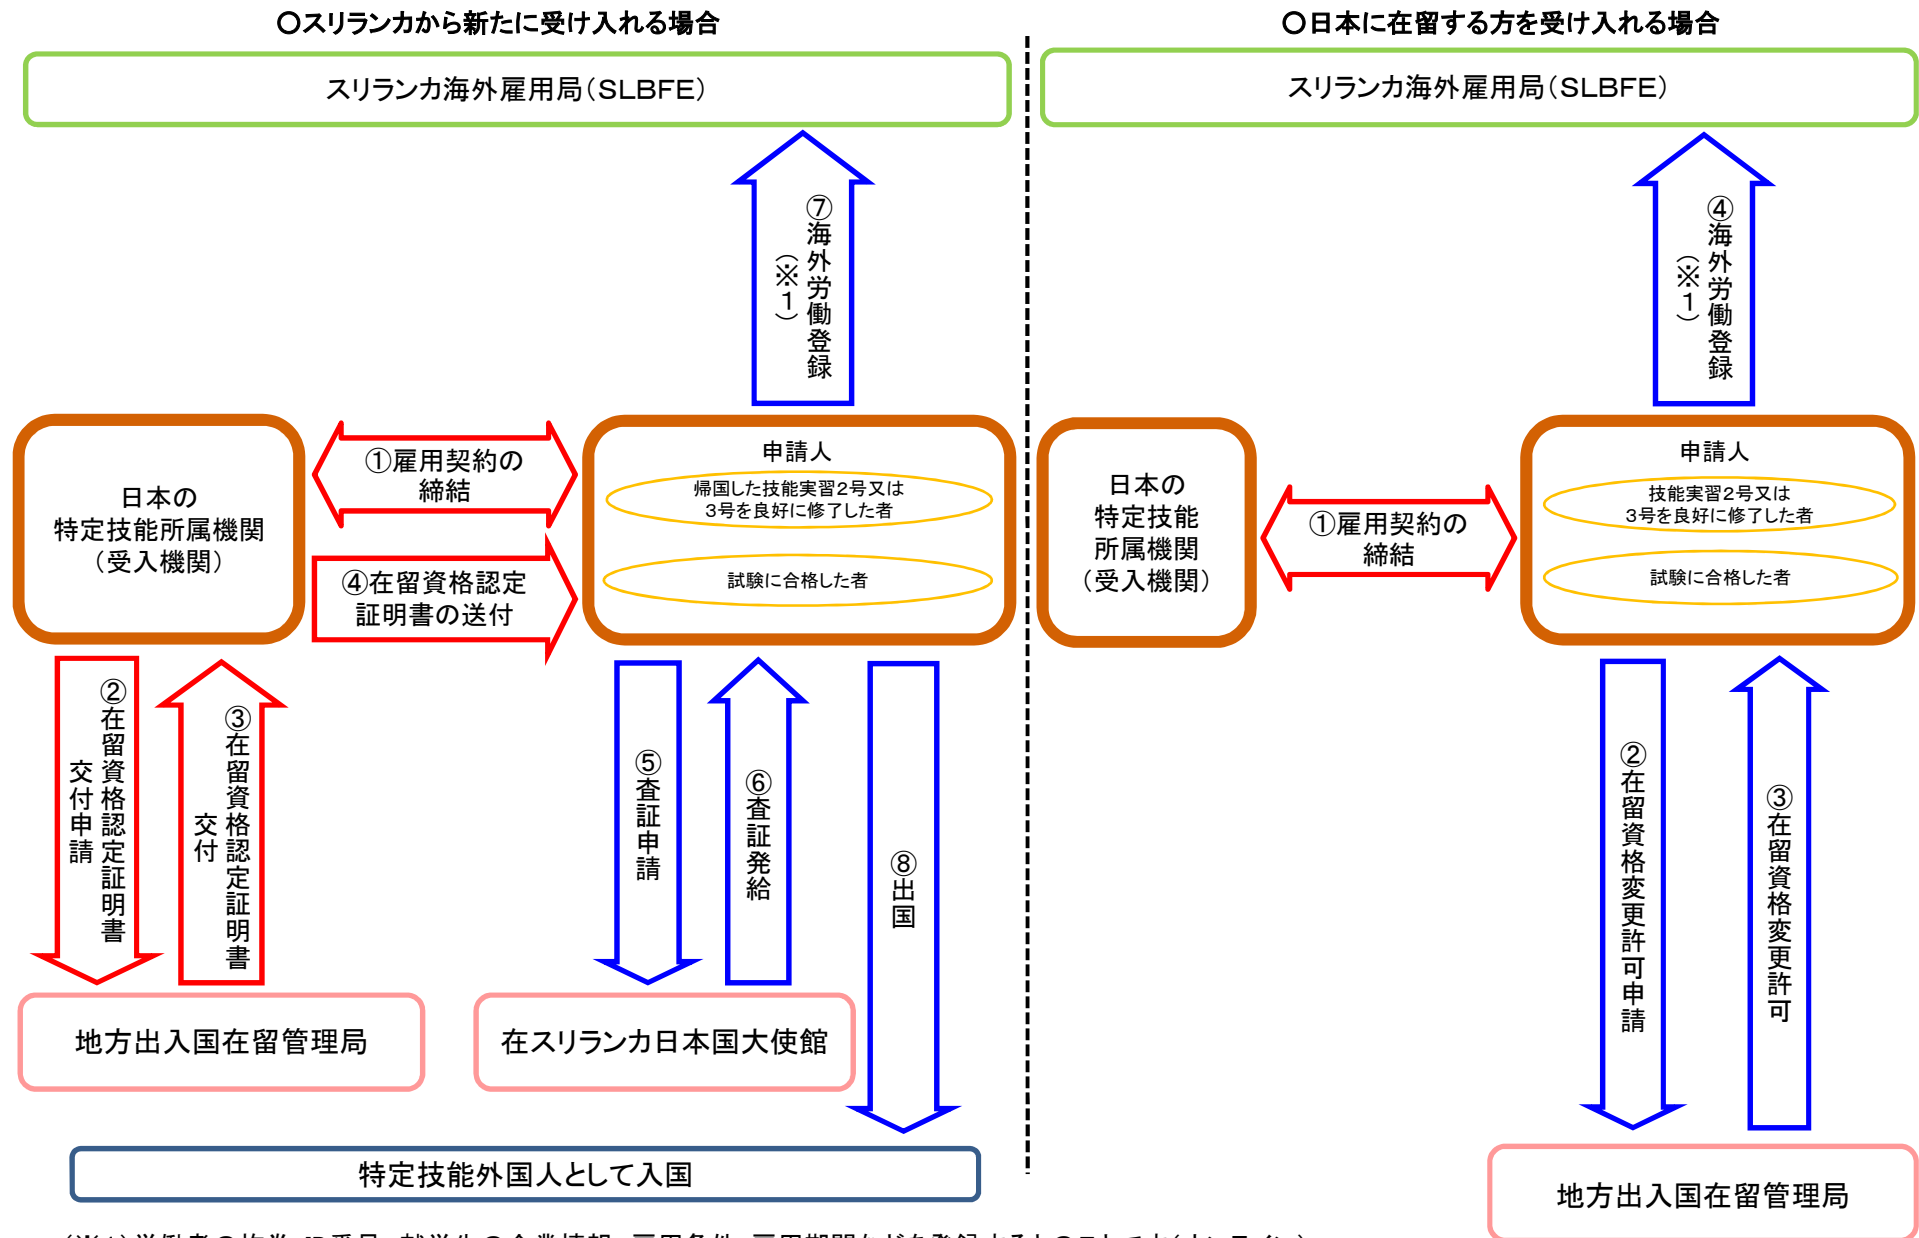 〇スリランカから新たに受け入れる場合
スリランカ海外雇用局（SLBFE）
⑦海外労働登録
（※１）
日本の
特定技能所属機関
（受入機関）
①雇用契約の
締結
④在留資格認定
証明書の送付
申請人
帰国した技能実習２号又は
３号を良好に修了した者
試験に合格した者
②在留資格認定証明書
交付申請
③在留資格認定証明書
交付
⑤査証申請
⑥査証発給
⑧出国
地方出入国在留管理局
在スリランカ日本国大使館
特定技能外国人として入国
〇日本に在留する方を受け入れる場合
スリランカ海外雇用局（SLBFE）
④海外労働登録
（※１）
日本の
特定技能
所属機関
（受入機関）
①雇用契約の
締結
申請人
技能実習２号又は
３号を良好に修了した者
試験に合格した者
②在留資格変更許可申請
③在留資格変更許可
地方出入国在留管理局